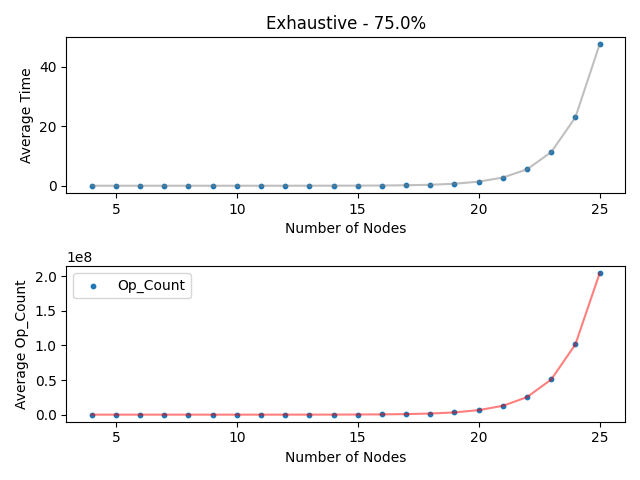 Exhaustive - 75.0%
40
20
0
Average Time
5 10 15 20 25
Number of Nodes
1e8
Op_Count
2.0
1.5
1.0
0.5
0.0
Average Op_Count
5 10 15 20 25
Number of Nodes